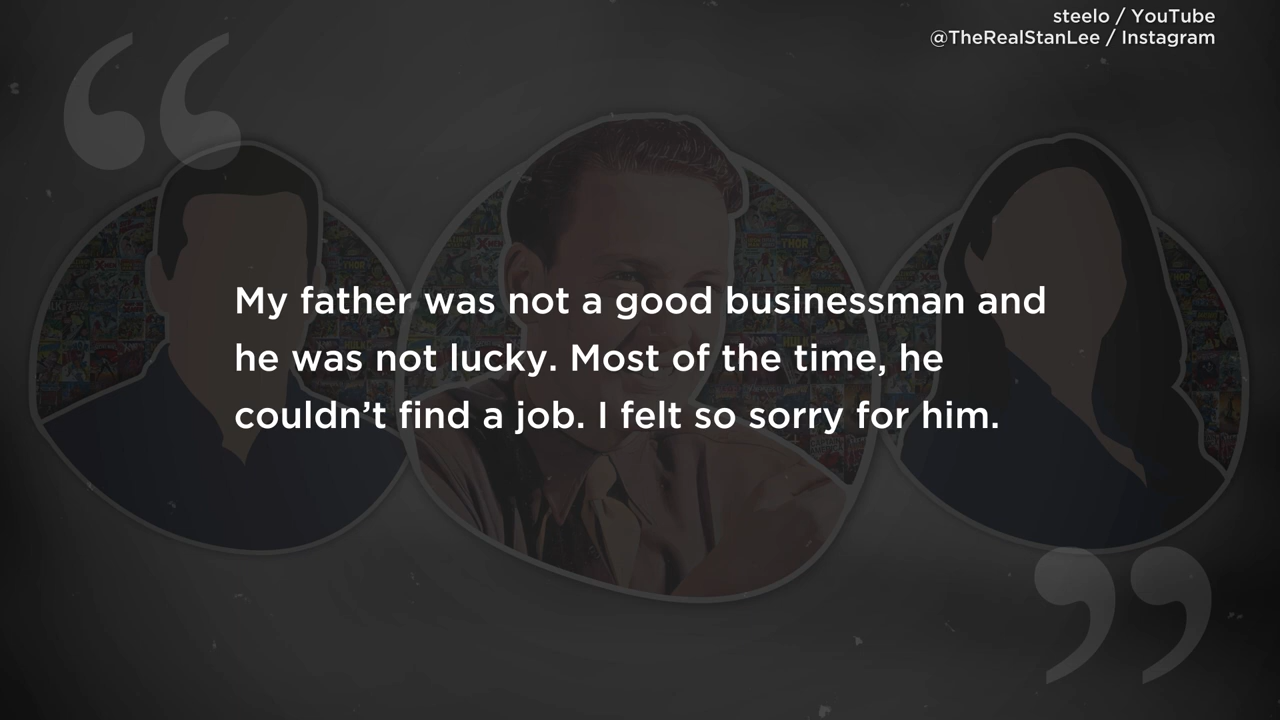 steelo / YouTube
@TheRealStanLee / Instagram
My father was not a good businessman and
he was not lucky. Most of the time, he
couldn’t find a job. I felt so sorry for him.